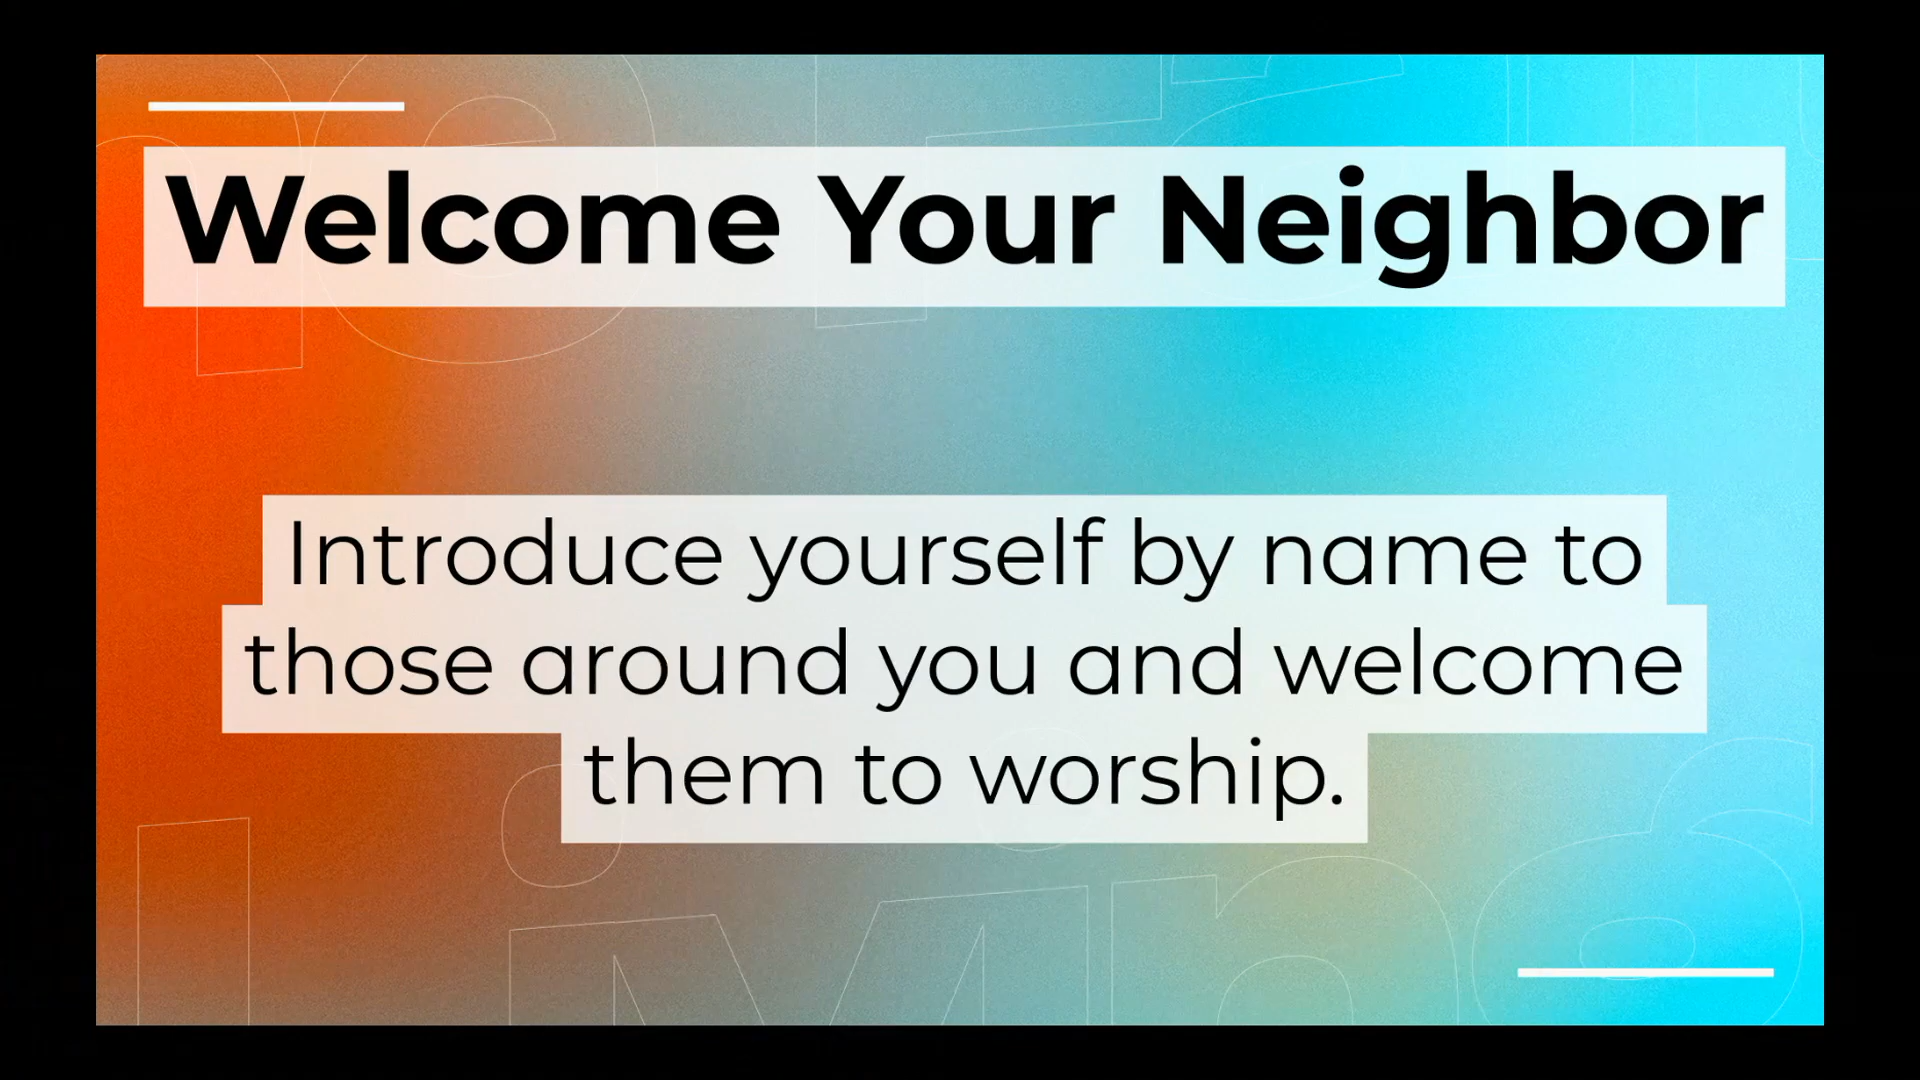 Welcome Your Neighbor
Introduce yourself by name to
those around you and welcome
them to worship.